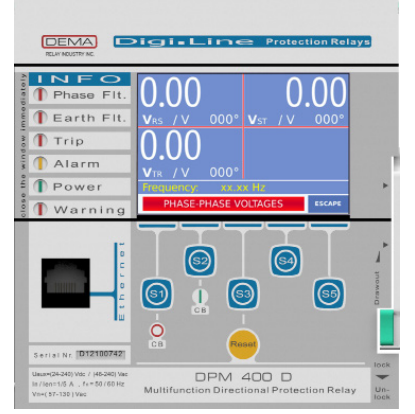 DEMA
RELAY INDUSTRY INC.
Digi-Line Protection Relays
INFO
Phase Flt.
Earth Flt.
Trip
Alarm
Power
Warning
close the window immediately
0.00 0.00
VRS / V 000° VST / V 000°
0.00
VTR / V 000°
Frequency: xx.xx Hz
PHASE-PHASE VOLTAGES ESCAPE
Ethernet
S1
S2
S3
S4
S5
CB
CB
Reset
Drawout
lock
Un-
lock
Serial Nr. D12100742
Uaux=(24-240) Vdc / (48-240) Vac
In / Ien=1/5 A , fN = 50 / 60 Hz
Vn=( 57-130 ) Vac
DPM 400 D
Multifunction Directional Protection Relay